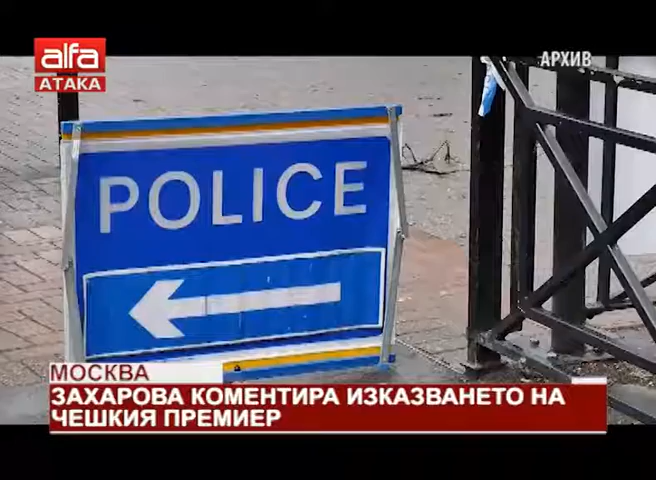 alfa
АТАКА
АРХИВ
POLICE
МОСКВА
ЗАХАРОВА КОМЕНТИРА ИЗКАЗВАНЕТО НА
ЧЕШКИЯ ПРЕМИЕР